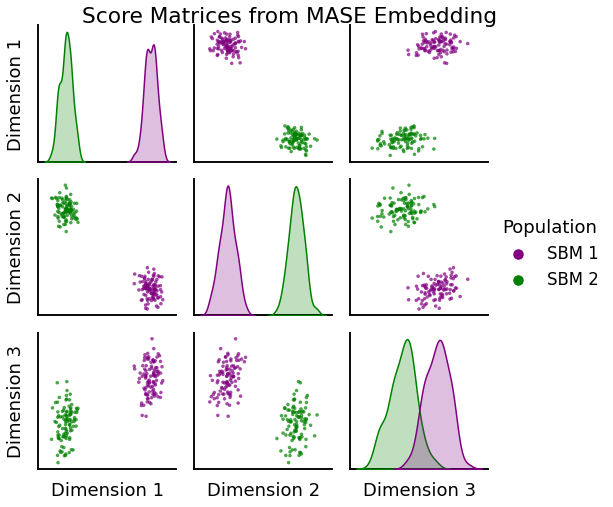 Score Matrices from MASE Embedding
Dimension 1
Dimension 2
Dimension 3
Dimension 1
Dimension 2
Dimension 3
Population
SBM 1
SBM 2